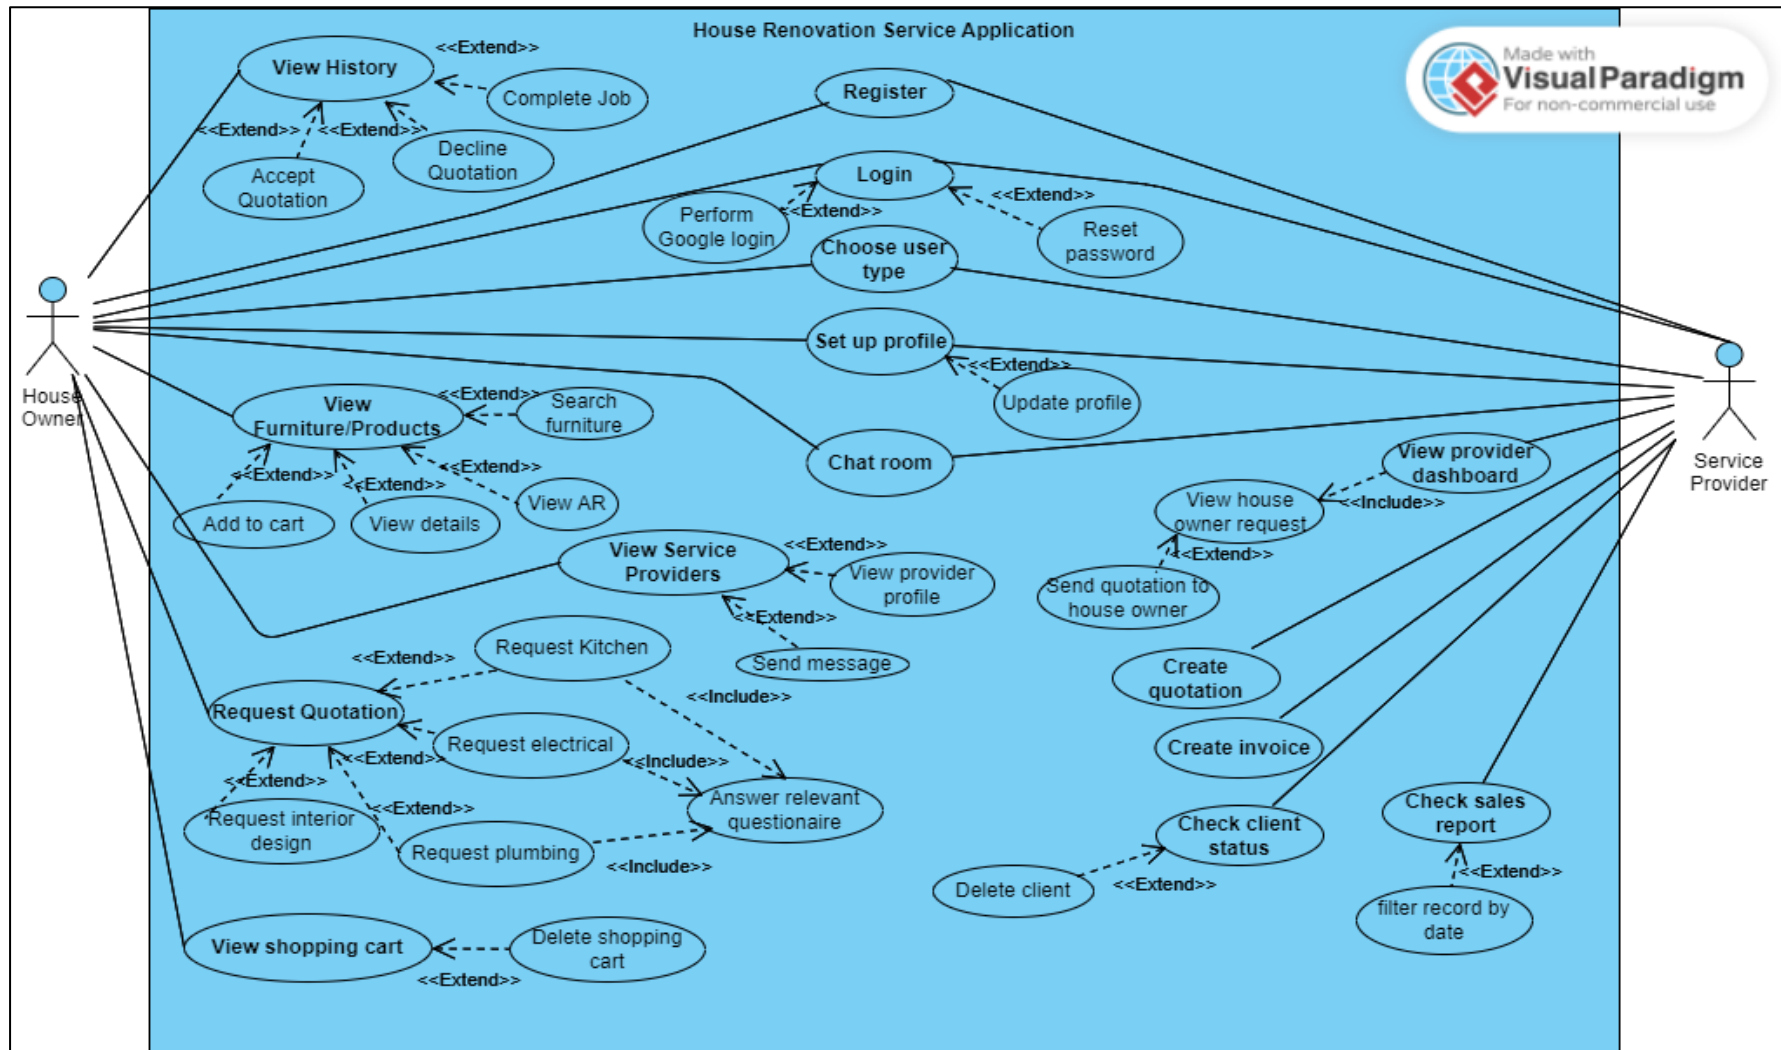 House Renovation Service Application
Made with
Visual Paradigm
For non-commercial use
<<Extend>>
View History
Complete Job
<<Extend>>
<<Extend>>
Decline
Quotation
Accept
Quotation
Register
Login
<<Extend>>
<<Extend>>
Perform
Google login
Reset
password
Choose user
type
Set up profile
<<Extend>>
Update profile
Chat room
House
Owner
Service
Provider
View
Furniture/Products
<<Extend>>
Search
furniture
<<Extend>>
<<Extend>>
<<Extend>>
Add to cart
View details
View AR
View provider
dashboard
<<Include>>
View house
owner request
<<Extend>>
Send quotation to
house owner
View Service
Providers
<<Extend>>
View provider
profile
<<Extend>>
Send message
Request Kitchen
<<Extend>>
<<Include>>
Request Quotation
Request electrical
<<Extend>>
<<Include>>
<<Extend>>
<<Extend>>
Request interior
design
Request plumbing
<<Include>>
Answer relevant
questionaire
Create
quotation
Create invoice
Check client
status
Delete client
<<Extend>>
Check sales
report
<<Extend>>
filter record by
date
View shopping cart
<<Extend>>
Delete shopping
cart